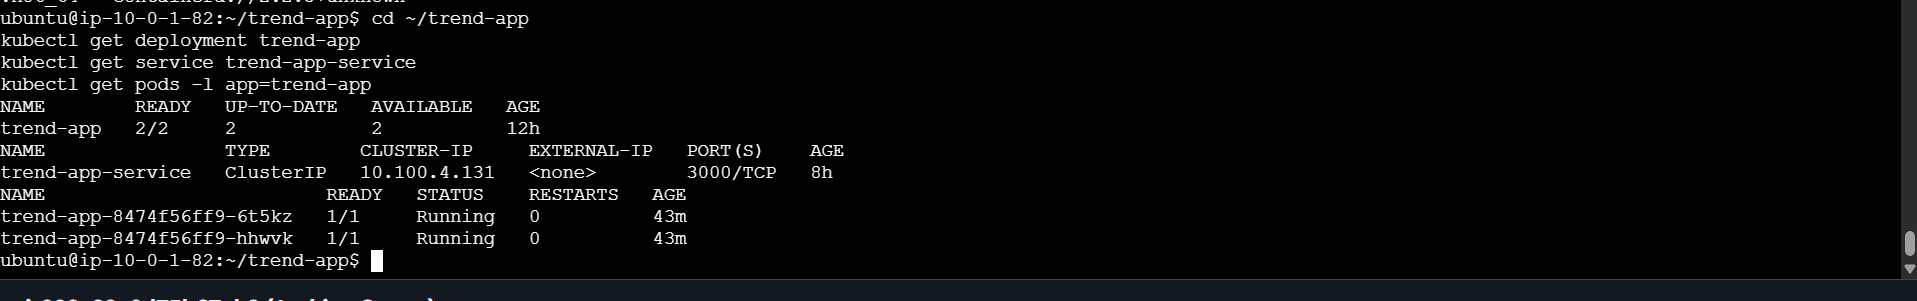 ubuntu@ip-10-0-1-82:~/trend-app$ cd ~/trend-app
kubectl get deployment trend-app
kubectl get service trend-app-service
kubectl get pods -l app=trend-app
NAME        READY   UP-TO-DATE   AVAILABLE   AGE
trend-app   2/2     2            2           12h
NAME                TYPE        CLUSTER-IP     EXTERNAL-IP   PORT(S)    AGE
trend-app-service   ClusterIP   10.100.4.131   <none>        3000/TCP   8h
NAME                         READY   STATUS    RESTARTS   AGE
trend-app-8474f56ff9-6t5kz   1/1     Running   0          43m
trend-app-8474f56ff9-hhwvk   1/1     Running   0          43m
ubuntu@ip-10-0-1-82:~/trend-app$